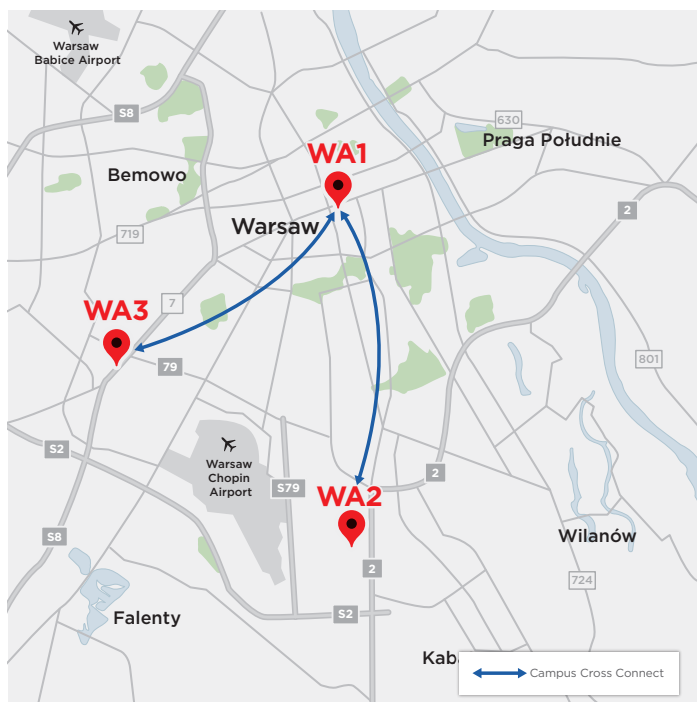 Warsaw
Babice Airport
S8
630
Praga Południe
WA1
Bemowo
2
Warsaw
719
7
WA3
79
801
S2
Warsaw
Chopin
Airport
2
S79
WA2
S8
Wilanów
2
724
S2
Falenty
Campus Cross Connect